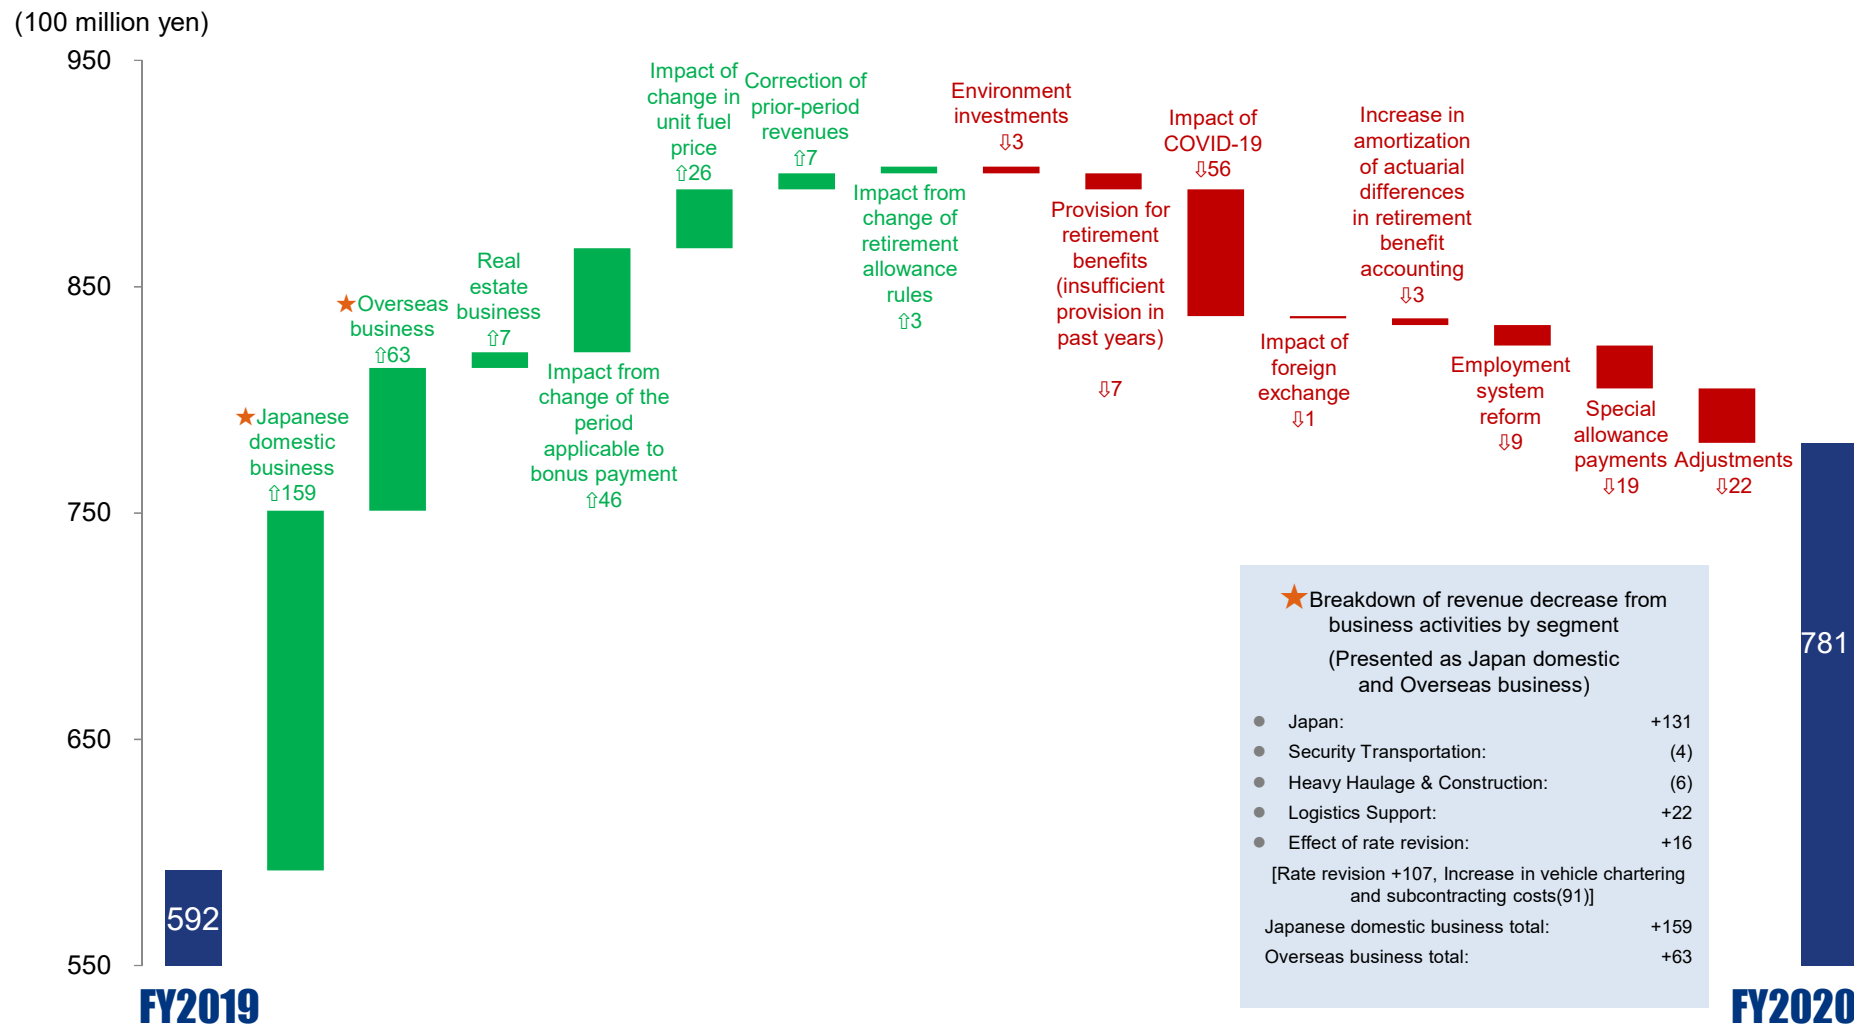 (100 million yen)
950
850
750
650
550
592
FY2019
★Japanese
domestic
business
⇧159
★Overseas
business
⇧63
Real
estate
business
⇧7
Impact from
change of the
period
applicable to
bonus payment
⇧46
Impact of
change in
unit fuel
price
⇧26
Correction of
prior-period
revenues
⇧7
Impact from
change of
retirement
allowance
rules
⇧3
Environment
investments
⇩3
Provision for
retirement
benefits
(insufficient
provision in
past years)
⇩7
Impact of
COVID-19
⇩56
Impact of
foreign
exchange
⇩1
Increase in
amortization
of actuarial
differences
in retirement
benefit
accounting
⇩3
Employment
system
reform
⇩9
Special
allowance
payments
⇩19
Adjustments
⇩22
781
FY2020
★Breakdown of revenue decrease from
business activities by segment
(Presented as Japan domestic
and Overseas business)
● Japan: +131
● Security Transportation: (4)
● Heavy Haulage & Construction: (6)
● Logistics Support: +22
● Effect of rate revision: +16
[Rate revision +107, Increase in vehicle chartering
and subcontracting costs(91)]
Japanese domestic business total: +159
Overseas business total: +63